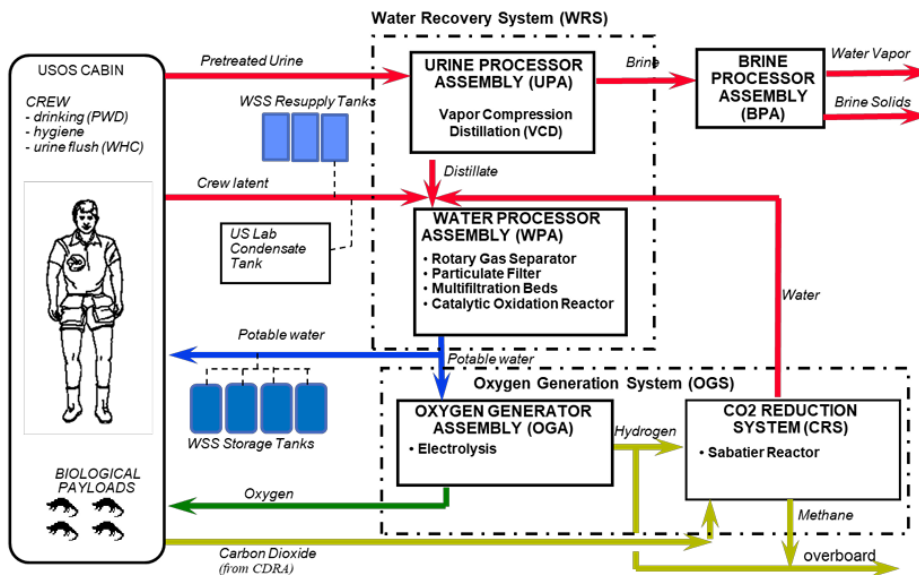 Water Recovery System (WRS)
USOS CABIN
CREW
- drinking (PWD)
- hygiene
- urine flush (WHC)
Pretreated Urine
URINE PROCESSOR
ASSEMBLY (UPA)
Vapor Compression
Distillation (VCD)
Brine
BRINE
PROCESSOR
ASSEMBLY
(BPA)
Water Vapor
Brine Solids
WSS Resupply Tanks
Distillate
Crew latent
US Lab
Condensate
Tank
WATER PROCESSOR
ASSEMBLY (WPA)
• Rotary Gas Separator
• Particulate Filter
• Multifiltration Beds
• Catalytic Oxidation Reactor
Water
Potable water
Potable water
WSS Storage Tanks
Oxygen Generation System (OGS)
OXYGEN GENERATOR
ASSEMBLY (OGA)
• Electrolysis
Hydrogen
CO2 REDUCTION
SYSTEM (CRS)
• Sabatier Reactor
BIOLOGICAL
PAYLOADS
Oxygen
Methane
Carbon Dioxide
(from CDRA)
overboard